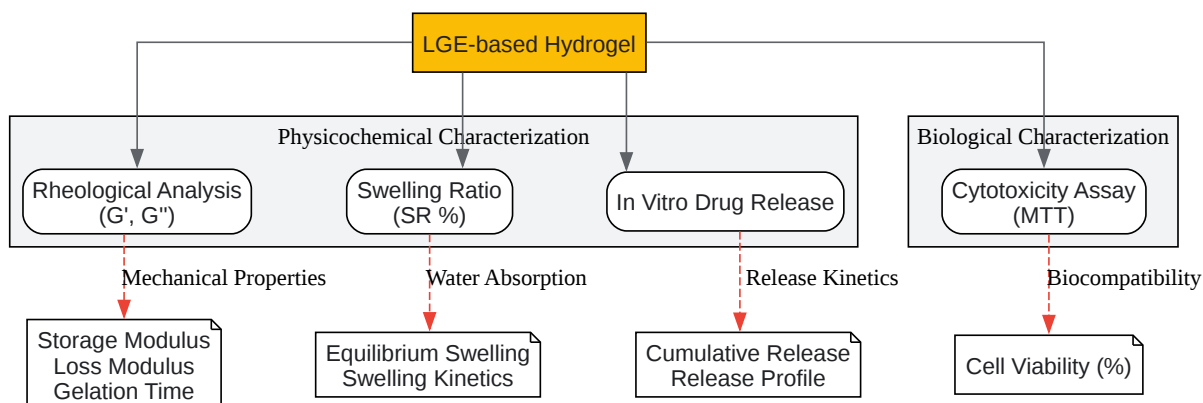 LGE-based Hydrogel
Physicochemical Characterization
Biological Characterization
Rheological Analysis
(G', G")
Swelling Ratio
(SR %)
In Vitro Drug Release
Cytotoxicity Assay
(MTT)
Mechanical Properties
Water Absorption
Release Kinetics
Biocompatibility
Storage Modulus
Loss Modulus
Gelation Time
Equilibrium Swelling
Swelling Kinetics
Cumulative Release
Release Profile
Cell Viability (%)